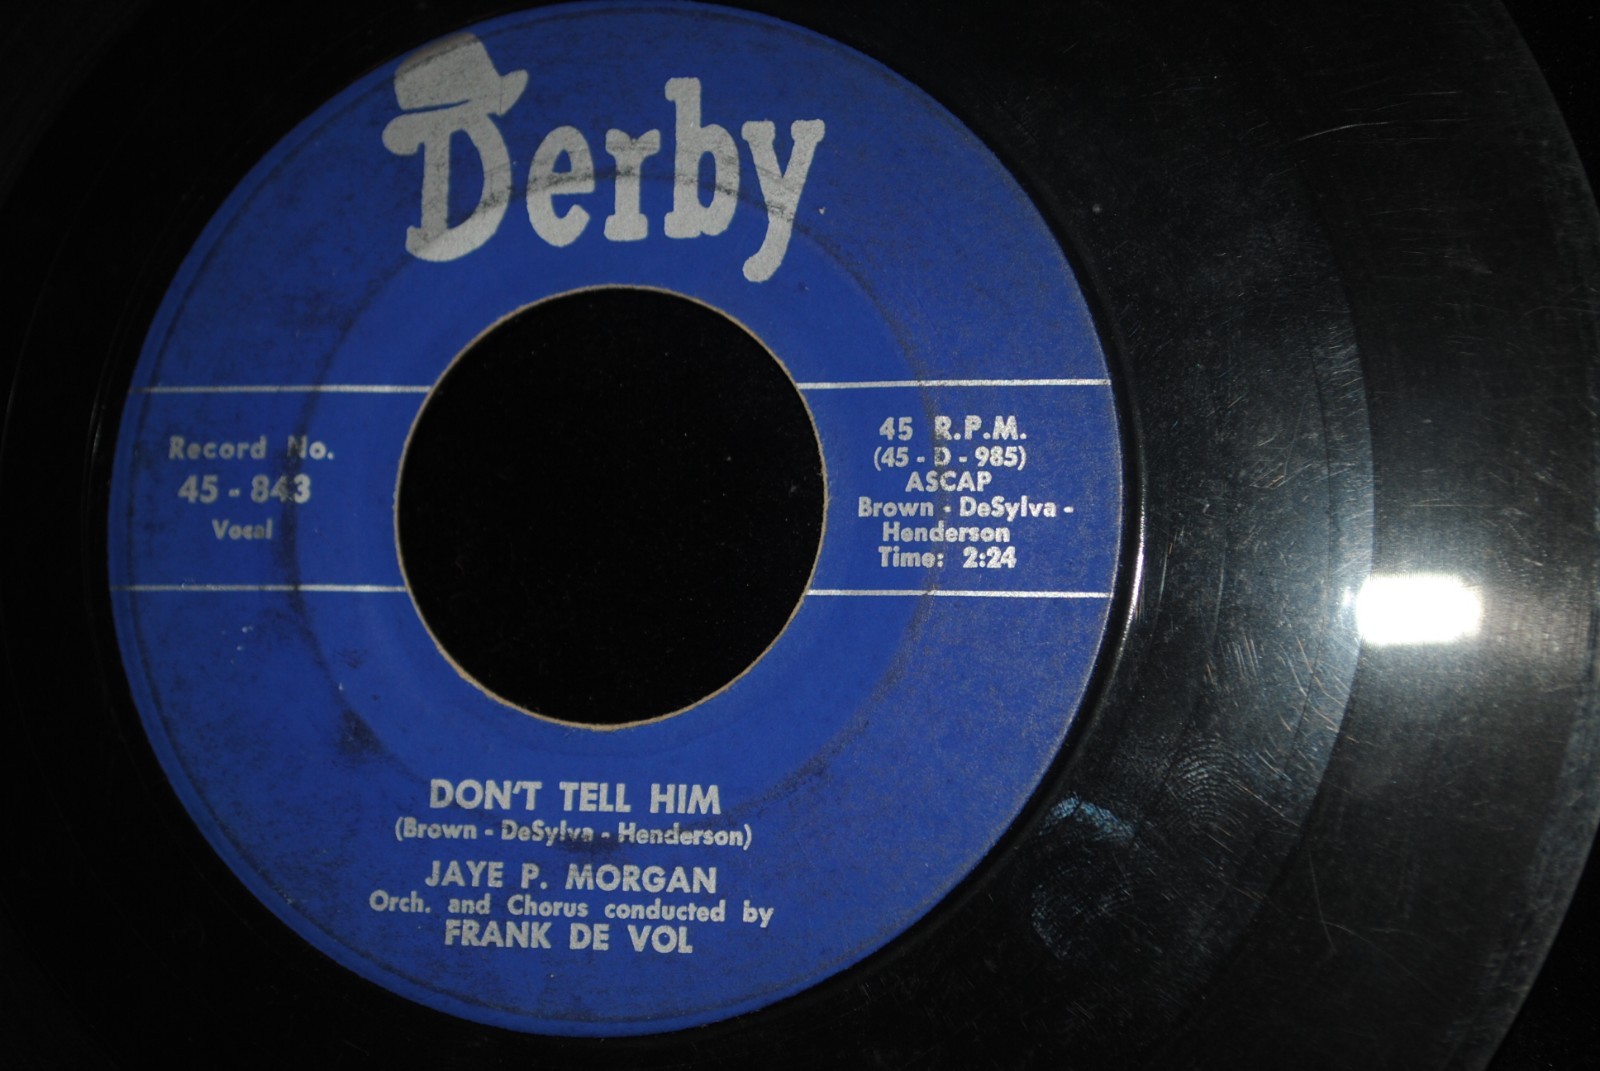 Derby
Record No.
45 - 843
Vocal
45 R.P.M.
(45 - D - 985)
ASCAP
Brown - DeSylva -
Henderson
Time: 2:24
DON'T TELL HIM
(Brown - DeSylva - Henderson)
JAYE P. MORGAN
Orch. and Chorus conducted by
FRANK DE VOL